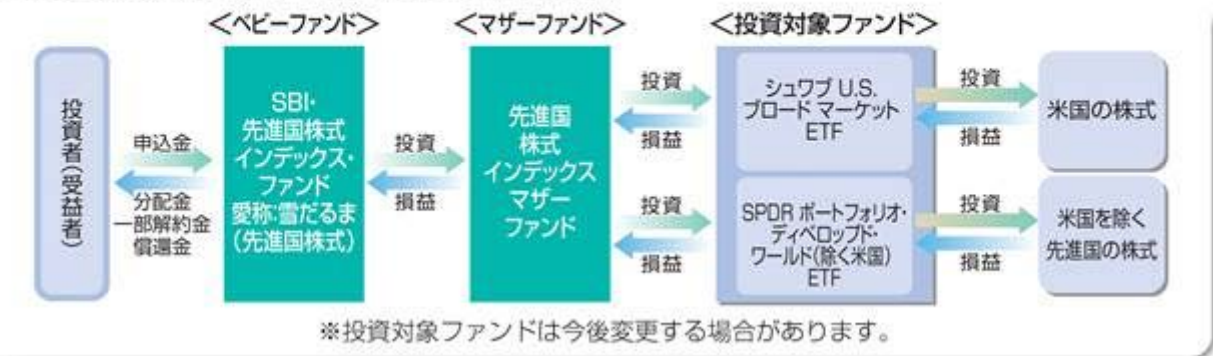 <ベビーファンド>
<マザーファンド>
<投資対象ファンド>
投資者(受益者)
申込金
分配金
一部解約金
償還金
SBI・
先進国株式
インデックス・
ファンド
愛称:雪だるま
(先進国株式)
投資
損益
先進国
株式
インデックス
マザー
ファンド
投資
損益
投資
損益
シュワブ U.S.
ブロード マーケット
ETF
SPDR ポートフォリオ・
ディベロップド・
ワールド(除く米国)
ETF
投資
損益
投資
損益
米国の株式
米国を除く
先進国の株式
※投資対象ファンドは今後変更する場合があります。